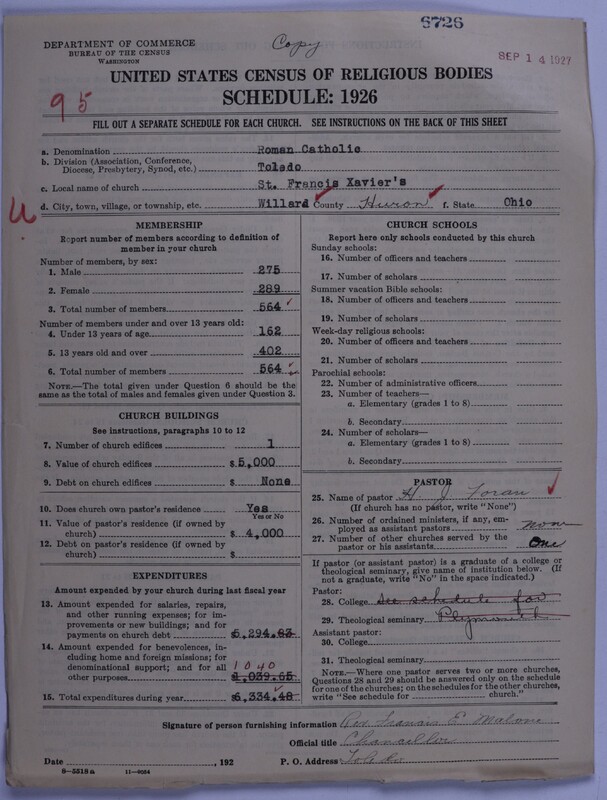 6726
DEPARTMENT OF COMMERCE
BUREAU OF THE CENSUS
WASHINGTON
Copy
SEP 14 1927
UNITED STATES CENSUS OF RELIGIOUS BODIES
SCHEDULE: 1926
95
FILL OUT A SEPARATE SCHEDULE FOR EACH CHURCH. SEE INSTRUCTIONS ON THE BACK OF THIS SHEET
a. Denomination Roman Catholic
b. Division (Association, Conference,
Diocese, Presbytery, Synod, etc.) Toledo
c. Local name of church St. Francis Xavier's
d. City, town, village, or township, etc. Willard County Huron f. State Ohio
MEMBERSHIP
Report number of members according to definition of
member in your church
Number of members, by sex:
1. Male 275
2. Female 289
3. Total number of members 564
Number of members under and over 13 years old:
4. Under 13 years of age 162
5. 13 years old and over 402
6. Total number of members 564
NOTE.—The total given under Question 6 should be the
same as the total of males and females given under Question 3.
CHURCH BUILDINGS
See instructions, paragraphs 10 to 12
7. Number of church edifices 1
8. Value of church edifices $5,000
9. Debt on church edifices $ None
10. Does church own pastor's residence? Yes
Yes or No
11. Value of pastor's residence (if owned by
church) $ 4,000
12. Debt on pastor's residence (if owned by
church) $
EXPENDITURES
Amount expended by your church during last fiscal year
13. Amount expended for salaries, repairs,
and other running expenses; for im-
provements or new buildings; and for
payments on church debt $5,294.83
14. Amount expended for benevolences, in-
cluding home and foreign missions; for
denominational support; and for all
other purposes 1040 $1,039.65
15. Total expenditures during year $6,334.48
CHURCH SCHOOLS
Report here only schools conducted by this church
Sunday schools:
16. Number of officers and teachers
17. Number of scholars
Summer vacation Bible schools:
18. Number of officers and teachers
19. Number of scholars
Week-day religious schools:
20. Number of officers and teachers
21. Number of scholars
Parochial schools:
22. Number of administrative officers
23. Number of teachers—
a. Elementary (grades 1 to 8)
b. Secondary
24. Number of scholars—
a. Elementary (grades 1 to 8)
b. Secondary
PASTOR
25. Name of pastor H. J. Foran
(If church has no pastor, write "None")
26. Number of ordained ministers, if any, em-
ployed as assistant pastors none
27. Number of other churches served by the
pastor or his assistants one
If pastor (or assistant pastor) is a graduate of a college or
theological seminary, give name of institution below. (If
not a graduate, write "No" in the space indicated.)
Pastor:
28. College See schedule for
29. Theological seminary Plymouth
Assistant pastor:
30. College
31. Theological seminary
NOTE.—Where one pastor serves two or more churches,
Questions 28 and 29 should be answered only on the schedule
for one of the churches; on the schedules for the other churches,
write "See schedule for church."
Signature of person furnishing information Rev. Francis E. Malone
Official title Chancellor
Date , 192 P. O. Address Toledo
8—5518a 11—9034